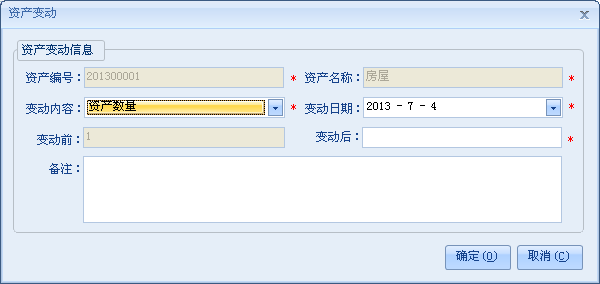 资产变动
资产变动信息
资产编号： 201300001 * 资产名称： 房屋 *
变动内容： 资产数量 * 变动日期： 2013 - 7 - 4 *
变动前： 1 变动后： *
备注：
确定(O) 取消(C)